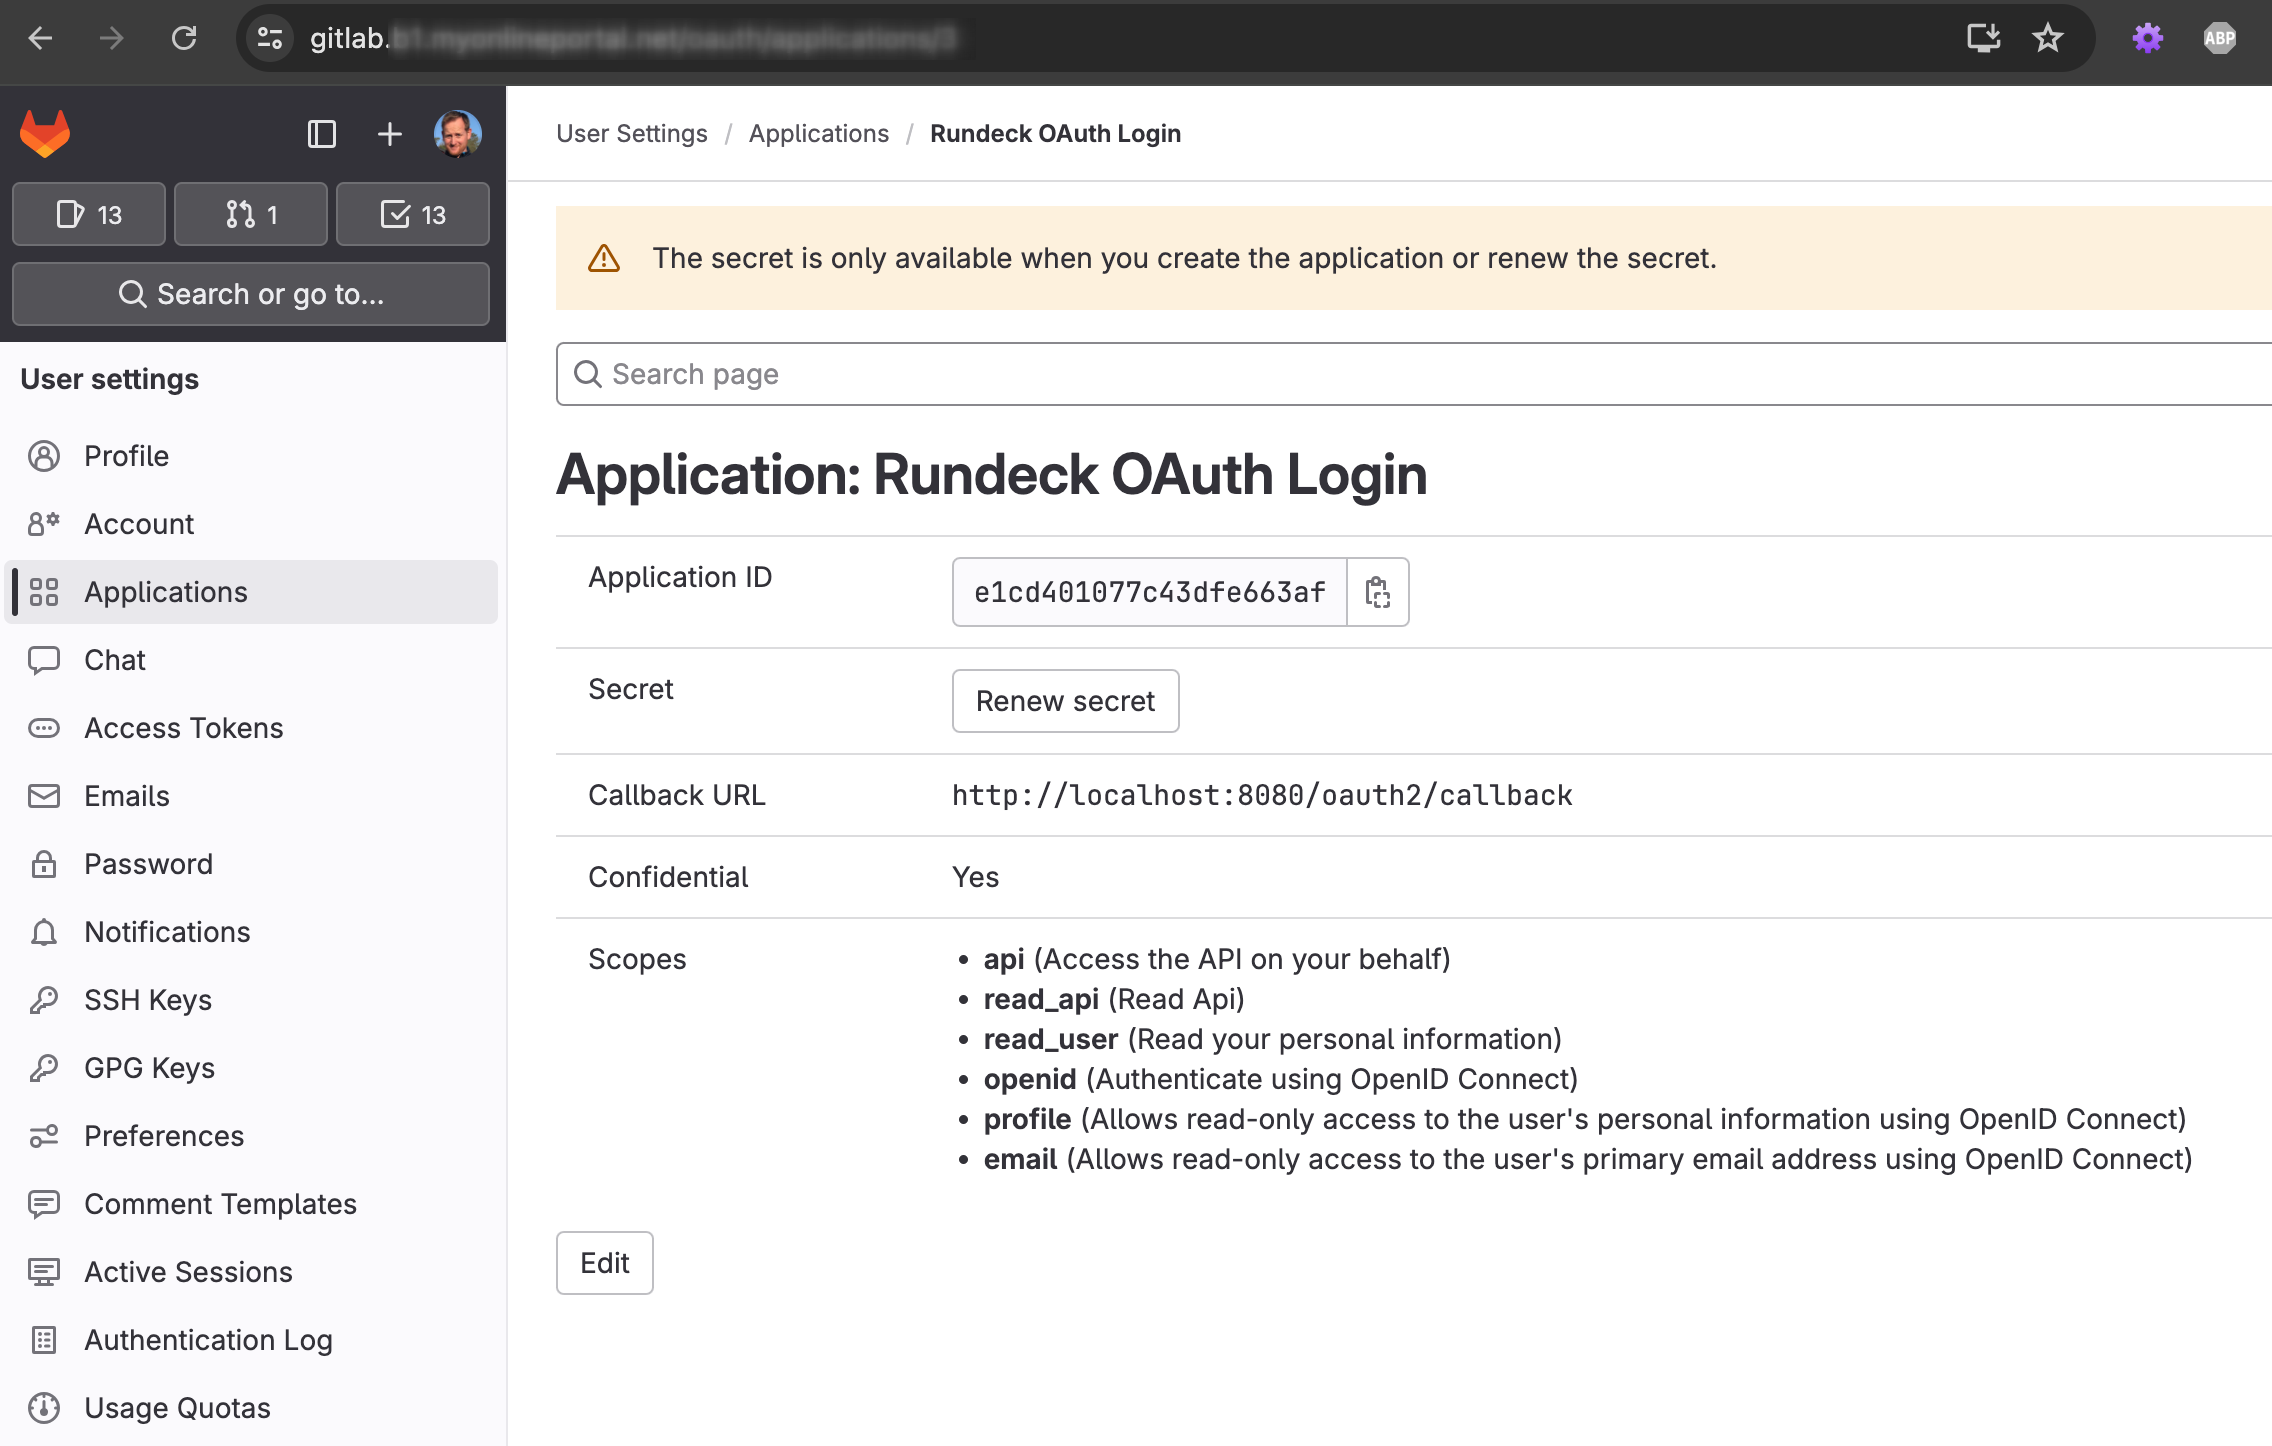 gitlab.
ABP
13
1
13
Search or go to...
User settings
Profile
Account
Applications
Chat
Access Tokens
Emails
Password
Notifications
SSH Keys
GPG Keys
Preferences
Comment Templates
Active Sessions
Authentication Log
Usage Quotas
User Settings / Applications / Rundeck OAuth Login
The secret is only available when you create the application or renew the secret.
Search page
Application: Rundeck OAuth Login
Application ID e1cd401077c43dfe663af
Secret Renew secret
Callback URL http://localhost:8080/oauth2/callback
Confidential Yes
Scopes
• api (Access the API on your behalf)
• read_api (Read Api)
• read_user (Read your personal information)
• openid (Authenticate using OpenID Connect)
• profile (Allows read-only access to the user's personal information using OpenID Connect)
• email (Allows read-only access to the user's primary email address using OpenID Connect)
Edit